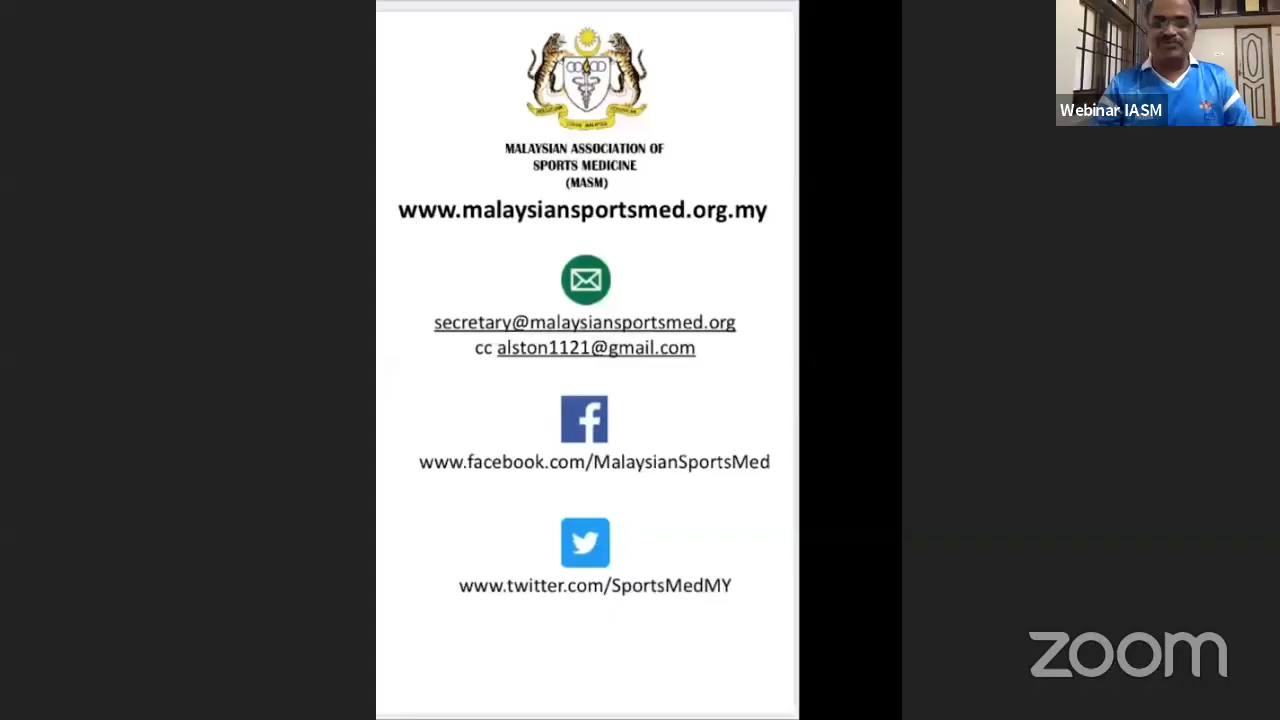 MALAYSIAN ASSOCIATION OF
SPORTS MEDICINE
(MASM)
www.malaysiansportsmed.org.my
secretary@malaysiansportsmed.org
cc alston1121@gmail.com
www.facebook.com/MalaysianSportsMed
www.twitter.com/SportsMedMY
Webinar IASM
zoom